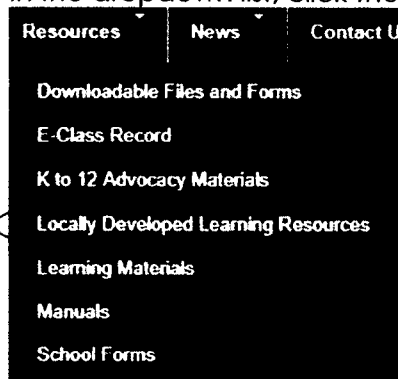 Resources News Contact U
Downloadable Files and Forms
E-Class Record
K to 12 Advocacy Materials
Locally Developed Learning Resources
Learning Materials
Manuals
School Forms